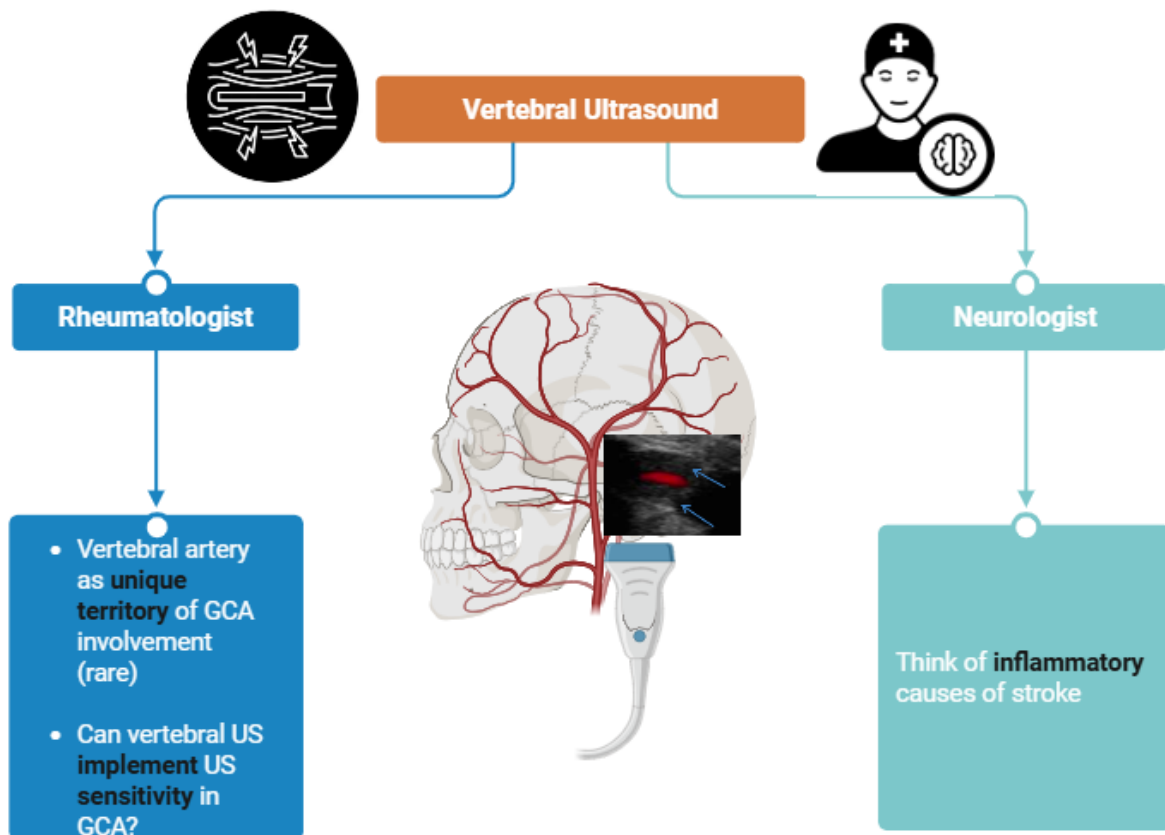 Vertebral Ultrasound
Rheumatologist
Neurologist
• Vertebral artery
as unique
territory of GCA
involvement
(rare)
• Can vertebral US
implement US
sensitivity in
GCA?
Think of inflammatory
causes of stroke